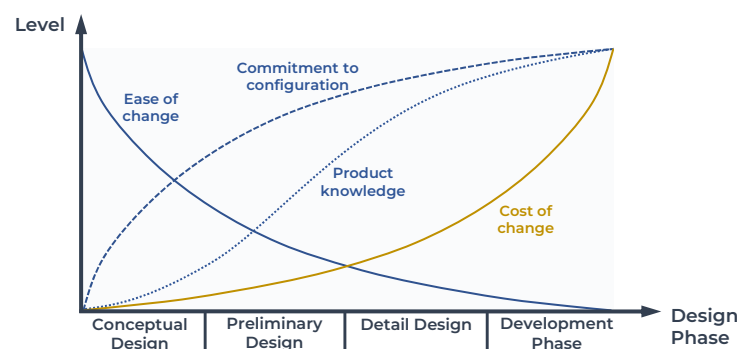 Level
Commitment to
configuration
Ease of
change
Product
knowledge
Cost of
change
Conceptual
Design
Preliminary
Design
Detail Design
Development
Phase
Design
Phase